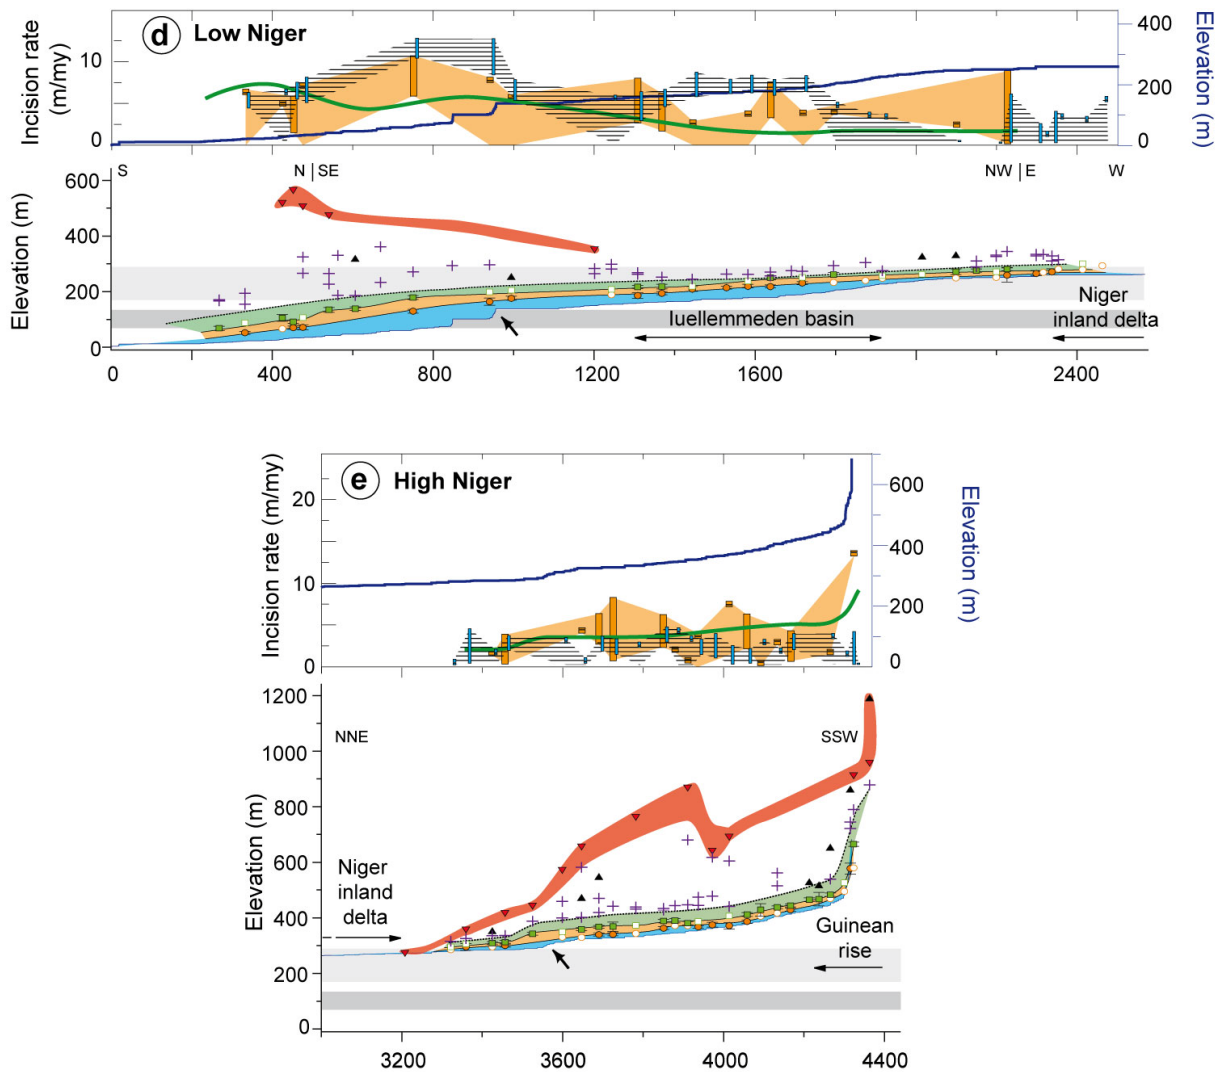 d Low Niger
Incision rate (m/my)
10
0
400
200
0
Elevation (m)
S
N | SE
NW | E
W
Elevation (m)
600
400
200
0
Iuellemmeden basin
Niger
inland delta
0 400 800 1200 1600 2000 2400
e High Niger
Incision rate (m/my)
20
10
0
600
400
200
0
Elevation (m)
NNE
SSW
Elevation (m)
1200
1000
800
600
400
200
0
Niger
inland
delta
Guinean
rise
3200 3600 4000 4400